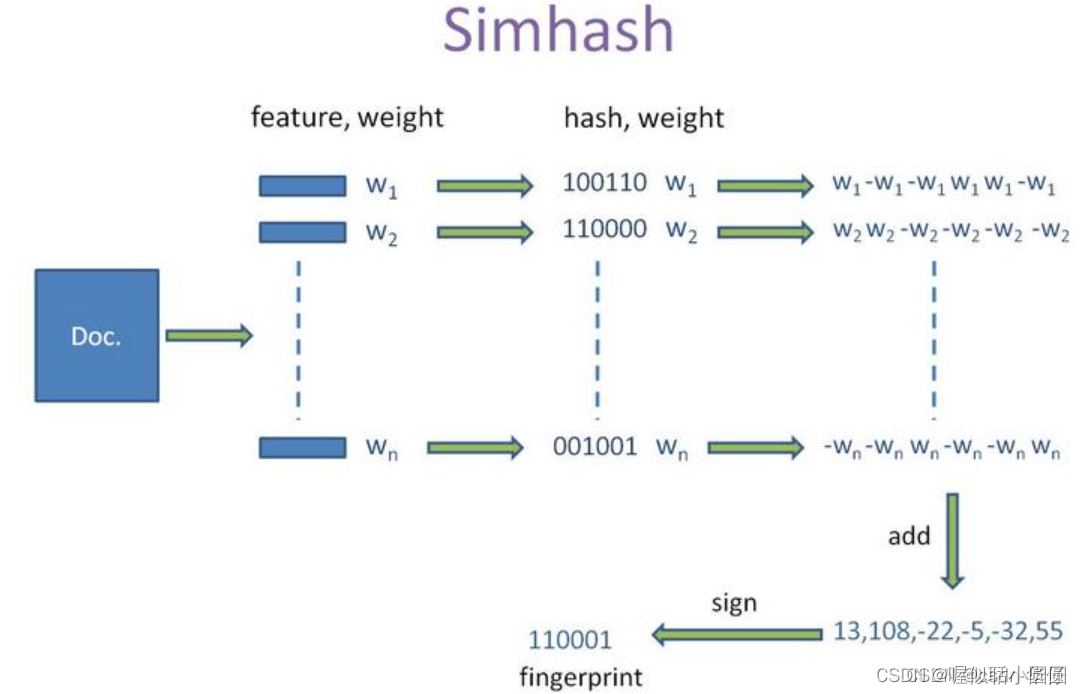 Simhash
feature, weight
hash, weight
w₁ 100110 w₁ w₁ -w₁ -w₁ w₁ w₁ -w₁
w₂ 110000 w₂ w₂ w₂ -w₂ -w₂ -w₂ -w₂
Doc.
wₙ 001001 wₙ -wₙ -wₙ wₙ -wₙ -wₙ wₙ
add
sign
13,108,-22,-5,-32,55
110001
fingerprint